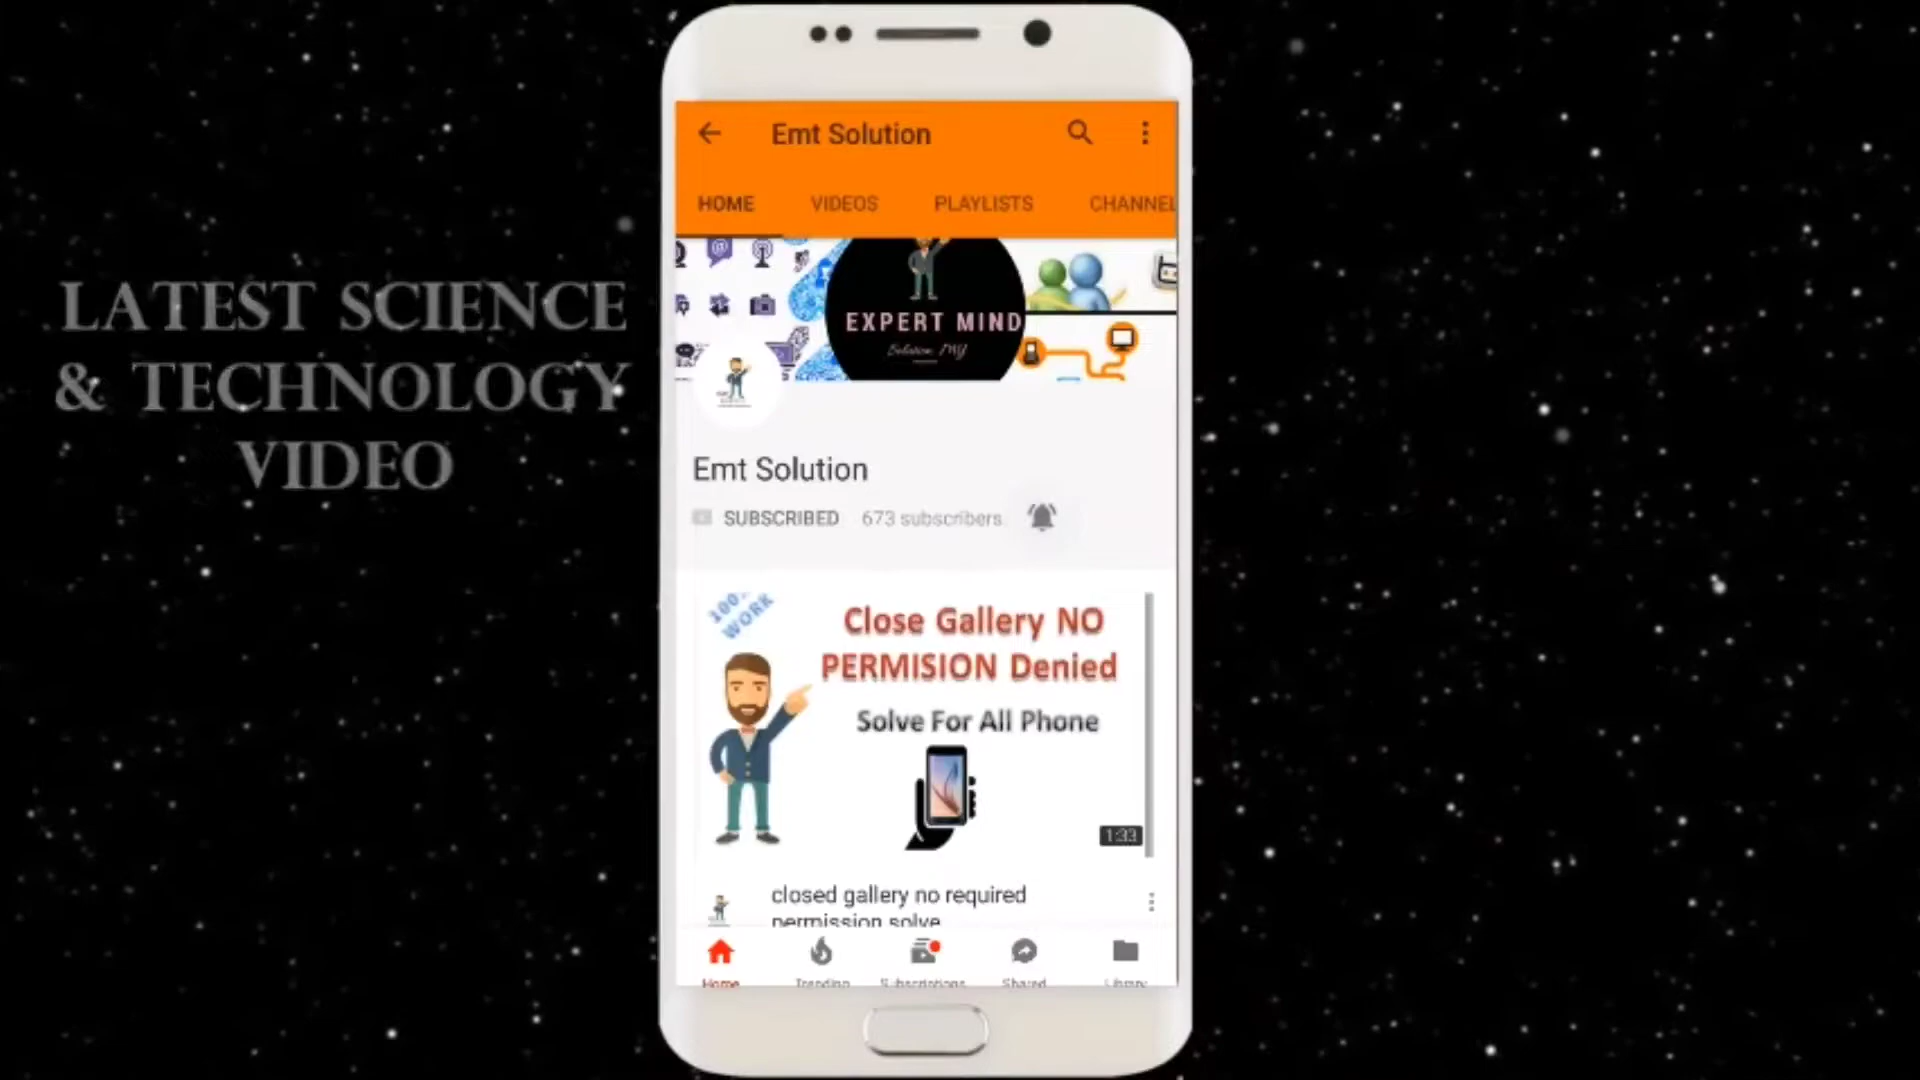 LATEST SCIENCE
& TECHNOLOGY
VIDEO
Emt Solution
HOME VIDEOS PLAYLISTS CHANNEL
EXPERT MIND
Emt Solution
SUBSCRIBED 673 subscribers
100% WORK
Close Gallery NO
PERMISION Denied
Solve For All Phone
1:33
closed gallery no required
permission solve
Home Trending Subscriptions Shared Library